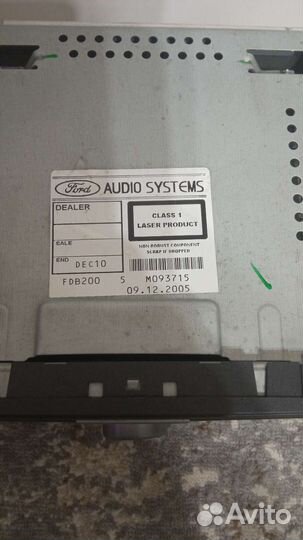 Ford AUDIO SYSTEMS
DEALER
CLASS 1
LASER PRODUCT
SALE
NON ROBUST COMPONENT
SCRAP IF DROPPED
END DEC10
FDB200 5 M093715
09.12.2005
Avito